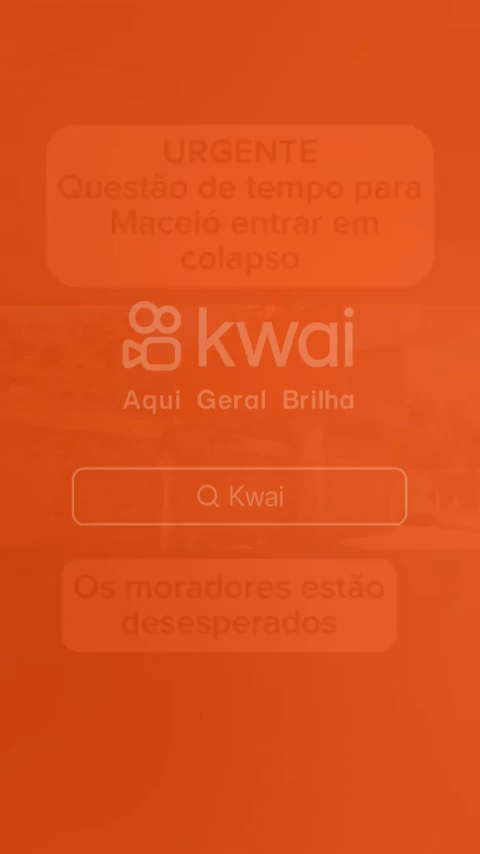 URGENTE
Questão de tempo para
Maceió entrar em
colapso
kwai
Aqui Geral Brilha
Kwai
Os moradores estão
desesperados